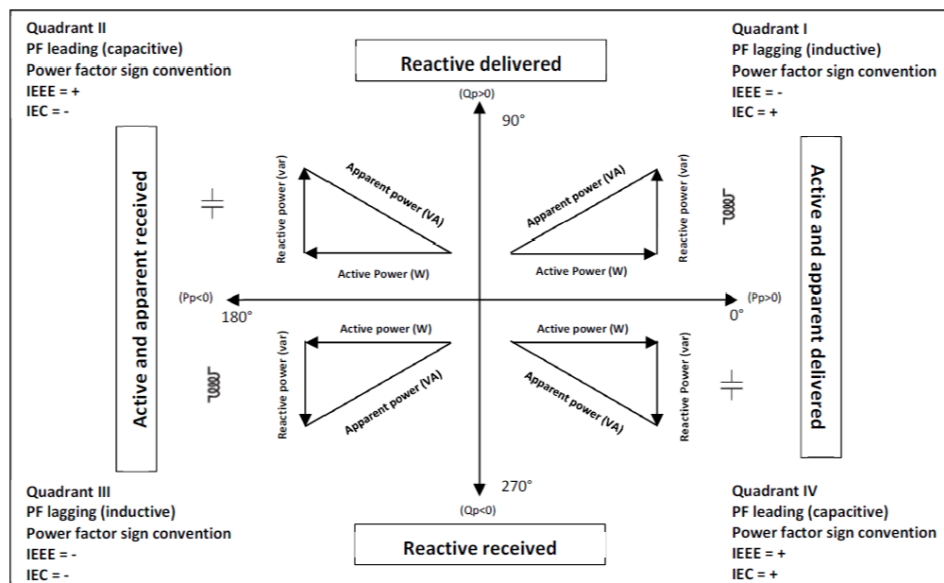 Quadrant II
PF leading (capacitive)
Power factor sign convention
IEEE = +
IEC = -
Reactive delivered
(Qp>0)
90°
Quadrant I
PF lagging (inductive)
Power factor sign convention
IEEE = -
IEC = +
Active and apparent received
Reactive power (var)
Apparent power (VA)
Active Power (W)
Apparent power (VA)
Reactive power (var)
Active Power (W)
Active and apparent delivered
(Pp<0)
180°
(Pp>0)
0°
Active power (W)
Reactive power (var)
Apparent power (VA)
Active power (W)
Apparent power (VA)
Reactive Power (var)
270°
(Qp<0)
Reactive received
Quadrant III
PF lagging (inductive)
Power factor sign convention
IEEE = -
IEC = -
Quadrant IV
PF leading (capacitive)
Power factor sign convention
IEEE = +
IEC = +